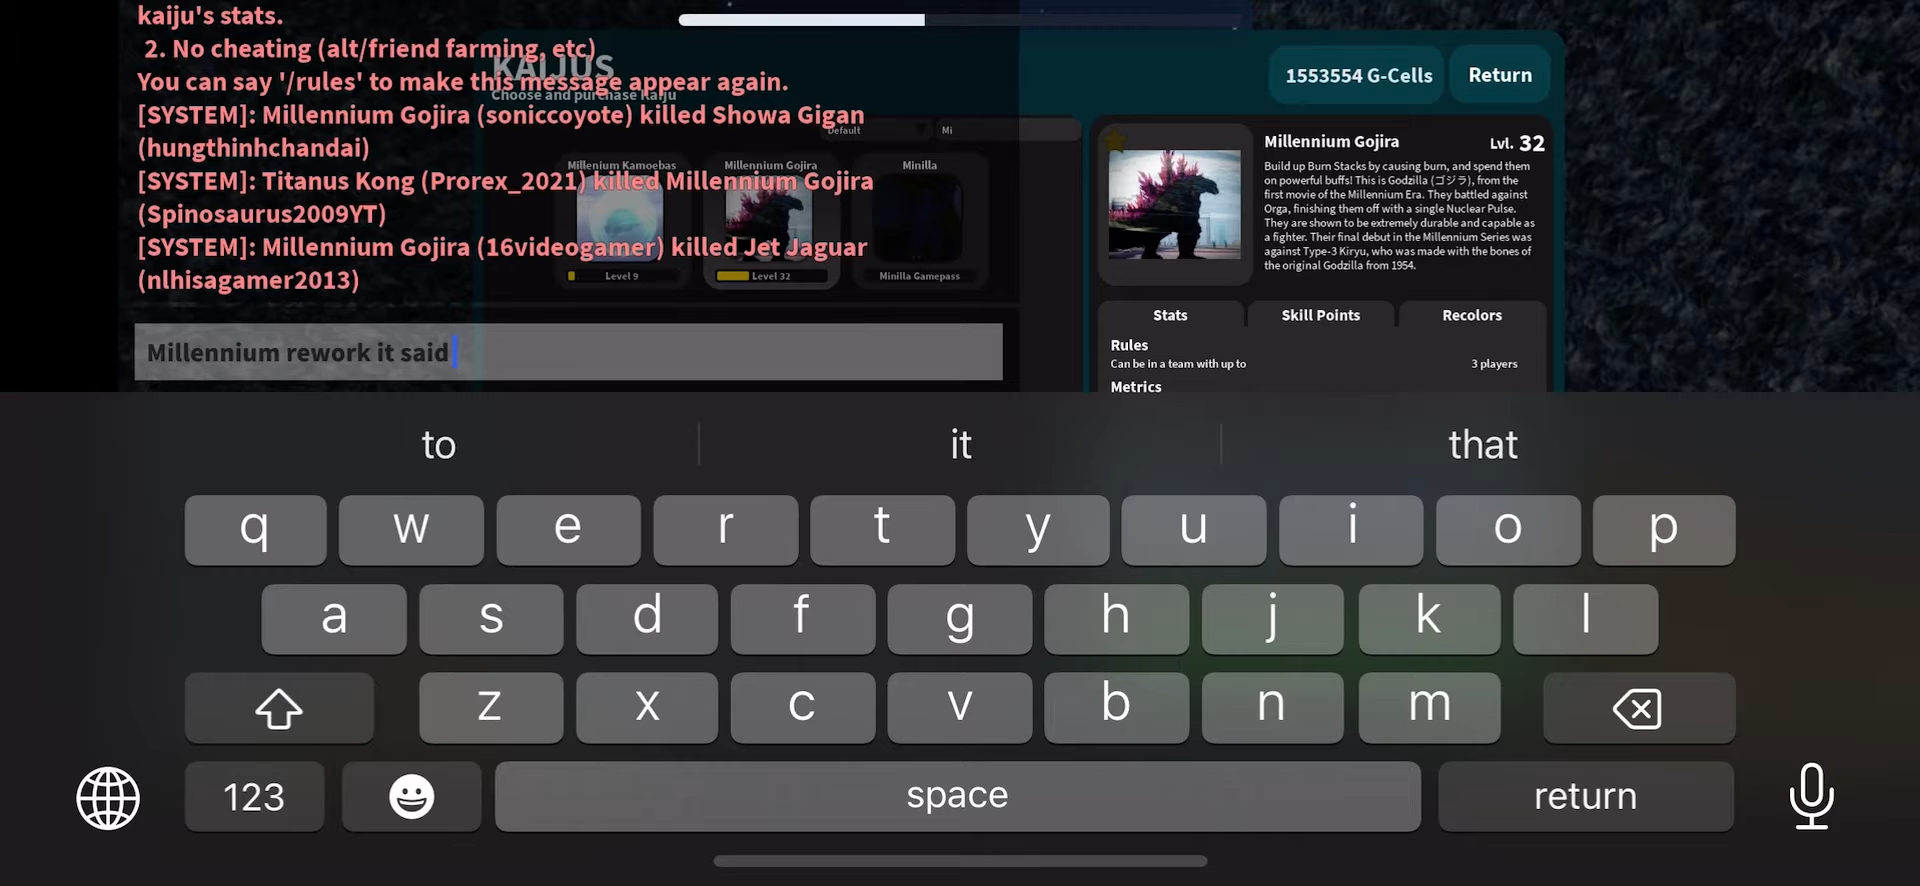 kaiju's stats.
2. No cheating (alt/friend farming, etc)
You can say '/rules' to make this message appear again.
[SYSTEM]: Millennium Gojira (soniccoyote) killed Showa Gigan
(hungthinhchandai)
[SYSTEM]: Titanus Kong (Prorex_2021) killed Millennium Gojira
(Spinosaurus2009YT)
[SYSTEM]: Millennium Gojira (16videogamer) killed Jet Jaguar
(nlhisagamer2013)
Millennium rework it said
KAIJUS
Choose and purchase Kaiju
1553554 G-Cells
Return
Default
Mi
Millenium Kamoebas
Millennium Gojira
Minilla
Level 9
Level 32
Minilla Gamepass
Millennium Gojira
Lvl. 32
Build up Burn Stacks by causing burn, and spend them
on powerful buffs! This is Godzilla (ゴジラ), from the
first movie of the Millennium Era. They battled against
Orga, finishing them off with a single Nuclear Pulse.
They are shown to be extremely durable and capable as
a fighter. Their final debut in the Millennium Series was
against Type-3 Kiryu, who was made with the bones of
the original Godzilla from 1954.
Stats
Skill Points
Recolors
Rules
Can be in a team with up to
3 players
Metrics
to
it
that
q w e r t y u i o p
a s d f g h j k l
z x c v b n m
123
space
return